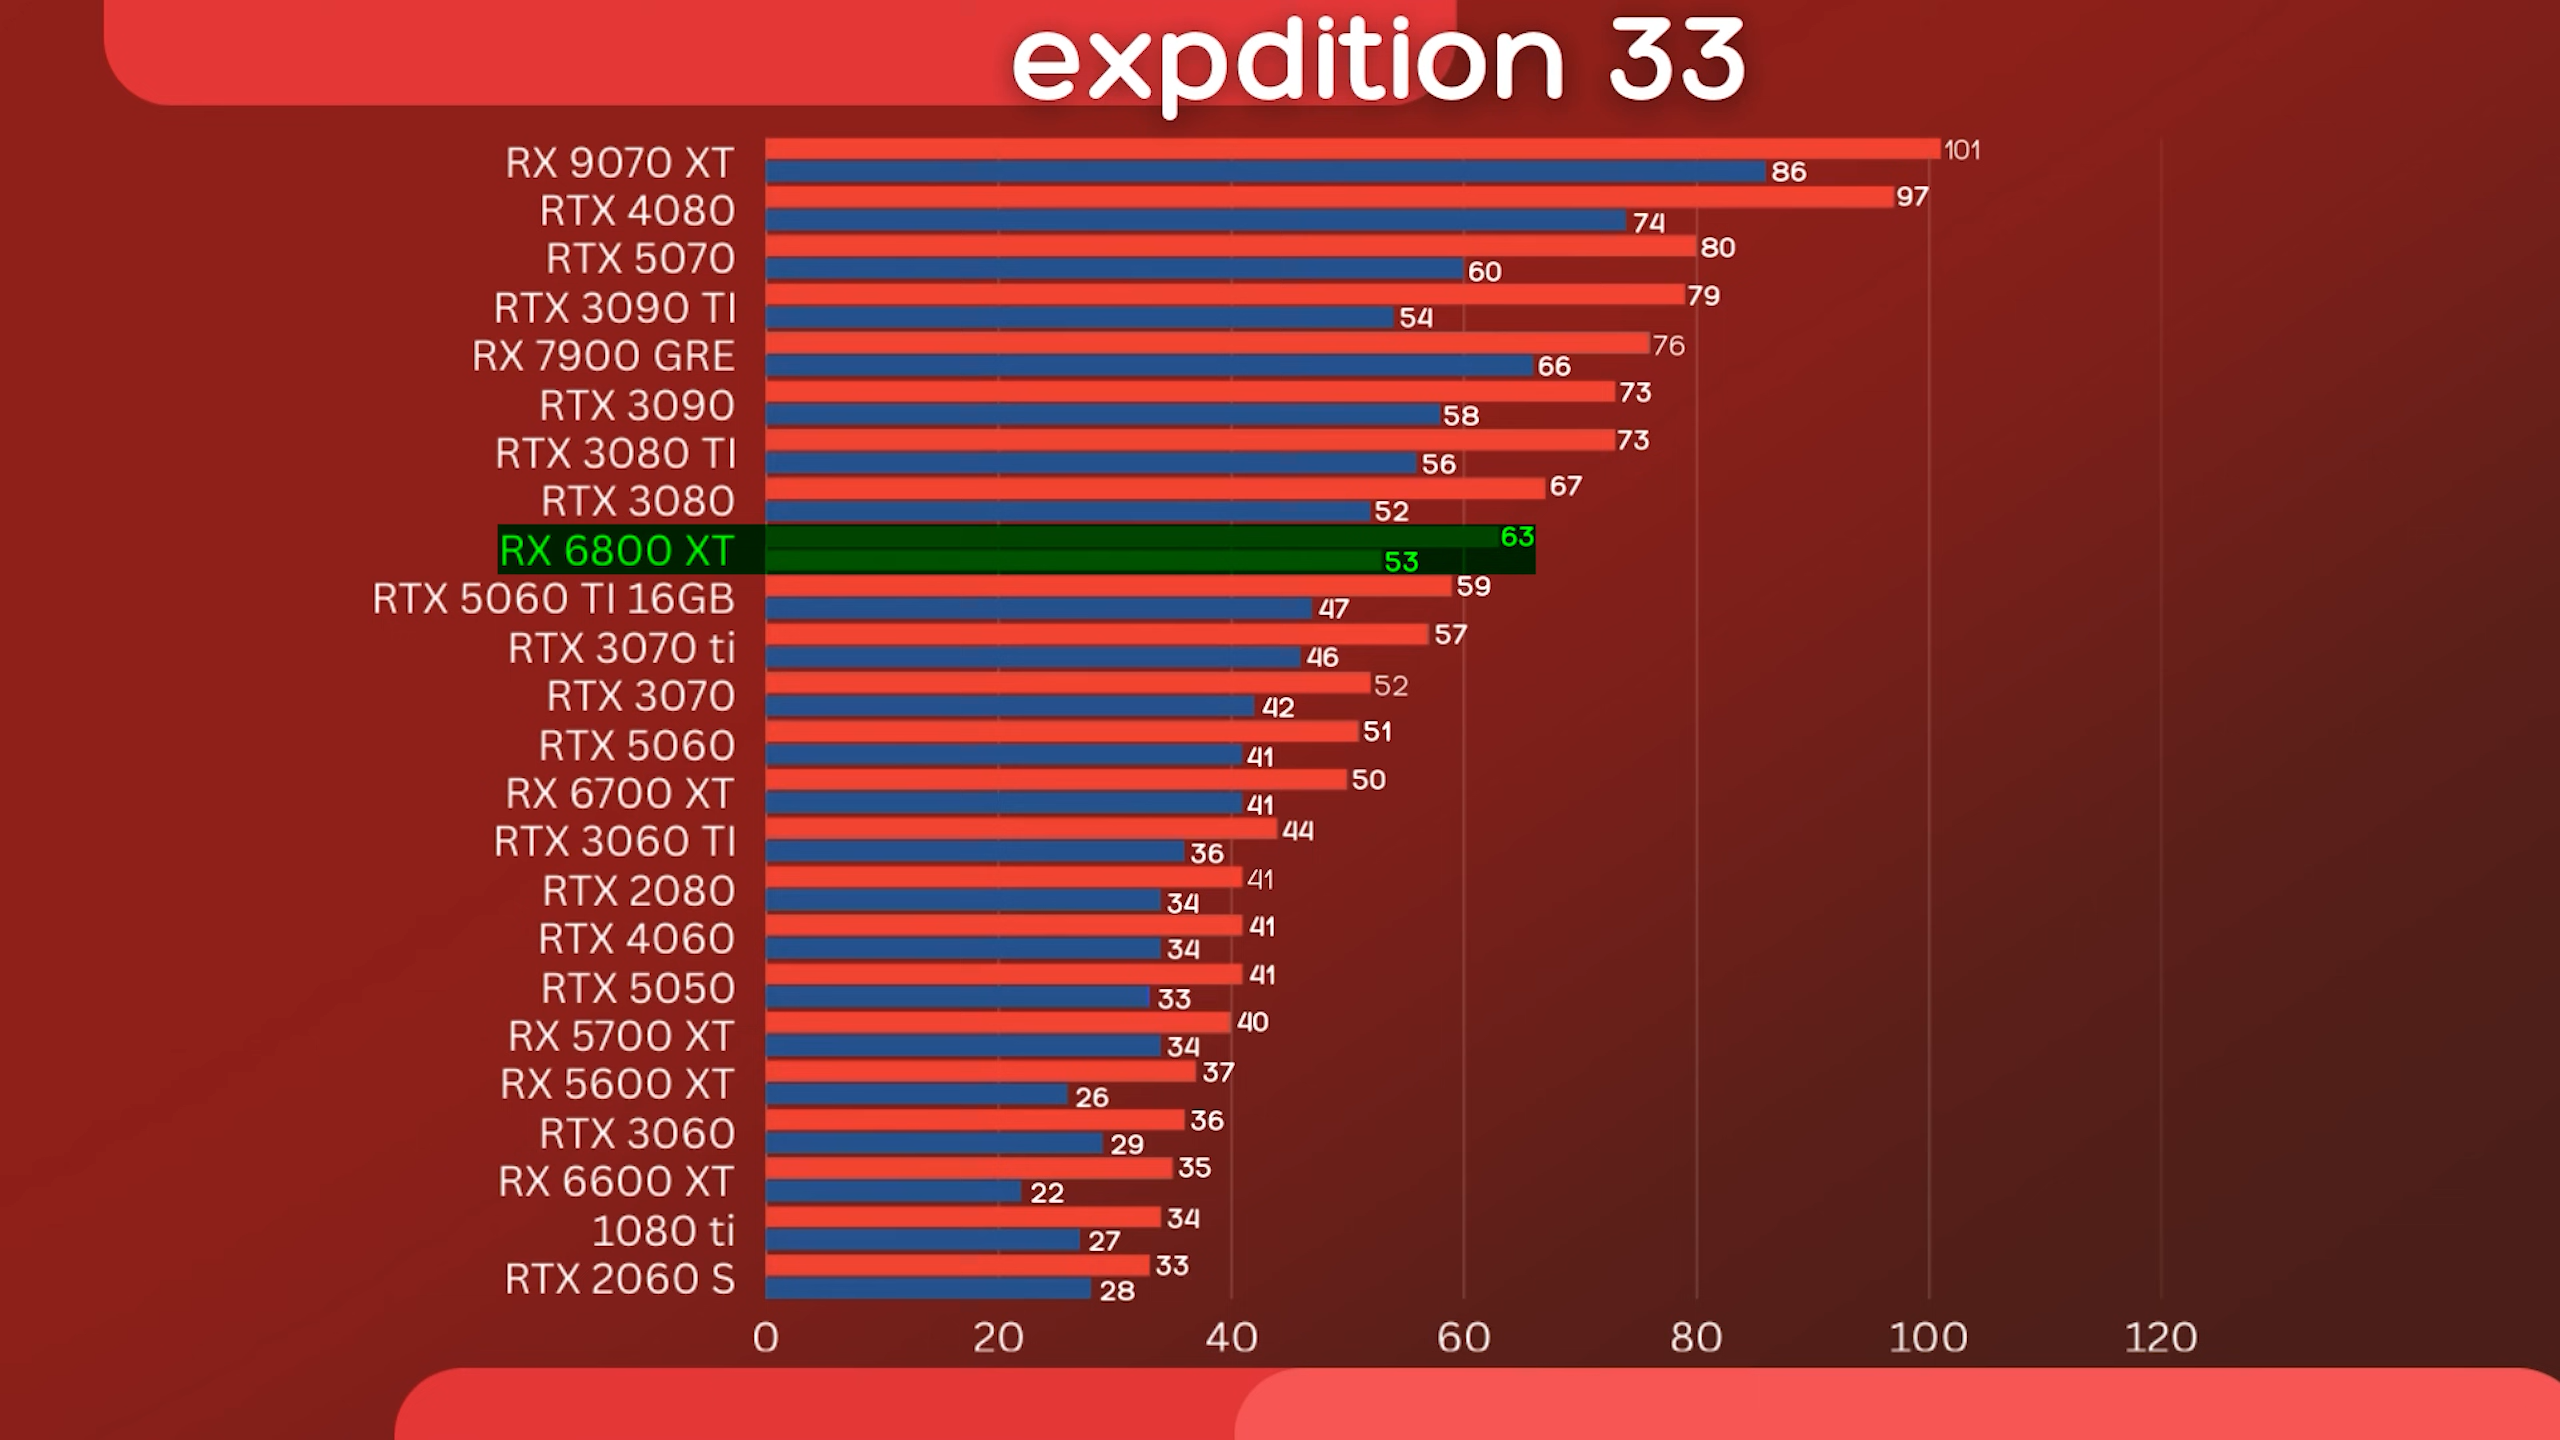 expdition 33
RX 9070 XT 101
86
RTX 4080 97
74
RTX 5070 80
60
RTX 3090 TI 79
54
RX 7900 GRE 76
66
RTX 3090 73
58
RTX 3080 TI 73
56
RTX 3080 67
52
RX 6800 XT 63
53
RTX 5060 TI 16GB 59
47
RTX 3070 ti 57
46
RTX 3070 52
42
RTX 5060 51
41
RX 6700 XT 50
41
RTX 3060 TI 44
36
RTX 2080 41
34
RTX 4060 41
34
RTX 5050 41
33
RX 5700 XT 40
34
RX 5600 XT 37
26
RTX 3060 36
29
RX 6600 XT 35
22
1080 ti 34
27
RTX 2060 S 33
28
0 20 40 60 80 100 120